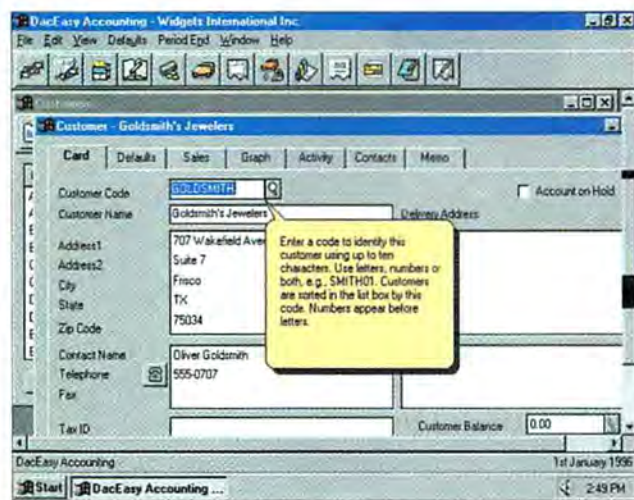 DacEasy Accounting - Widgets International Inc.
File Edit View Defaults Period End Window Help
Customers
Customer - Goldsmith's Jewelers
Card Defaults Sales Graph Activity Contacts Memo
Customer Code GOLDSMITH Account on Hold
Customer Name Goldsmith's Jewelers Delivery Address
Address1 707 Wakefield Aven
Address2 Suite 7
City Frisco
State TX
Zip Code 75034
Enter a code to identify this
customer using up to ten
characters. Use letters, numbers or
both, e.g., SMITH01. Customers
are sorted in the list box by this
code. Numbers appear before
letters.
Contact Name Oliver Goldsmith
Telephone 555-0707
Fax
Tax ID Customer Balance 0.00
DacEasy Accounting 1st January 1996
Start DacEasy Accounting ... 2:49 PM